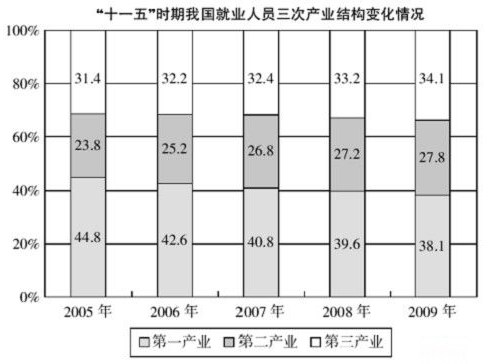 “十一五”时期我国就业人员三次产业结构变化情况
100%
80%
60%
40%
20%
0%
31.4 32.2 32.4 33.2 34.1
23.8 25.2 26.8 27.2 27.8
44.8 42.6 40.8 39.6 38.1
2005 年 2006 年 2007 年 2008 年 2009 年
第一产业 第二产业 第三产业